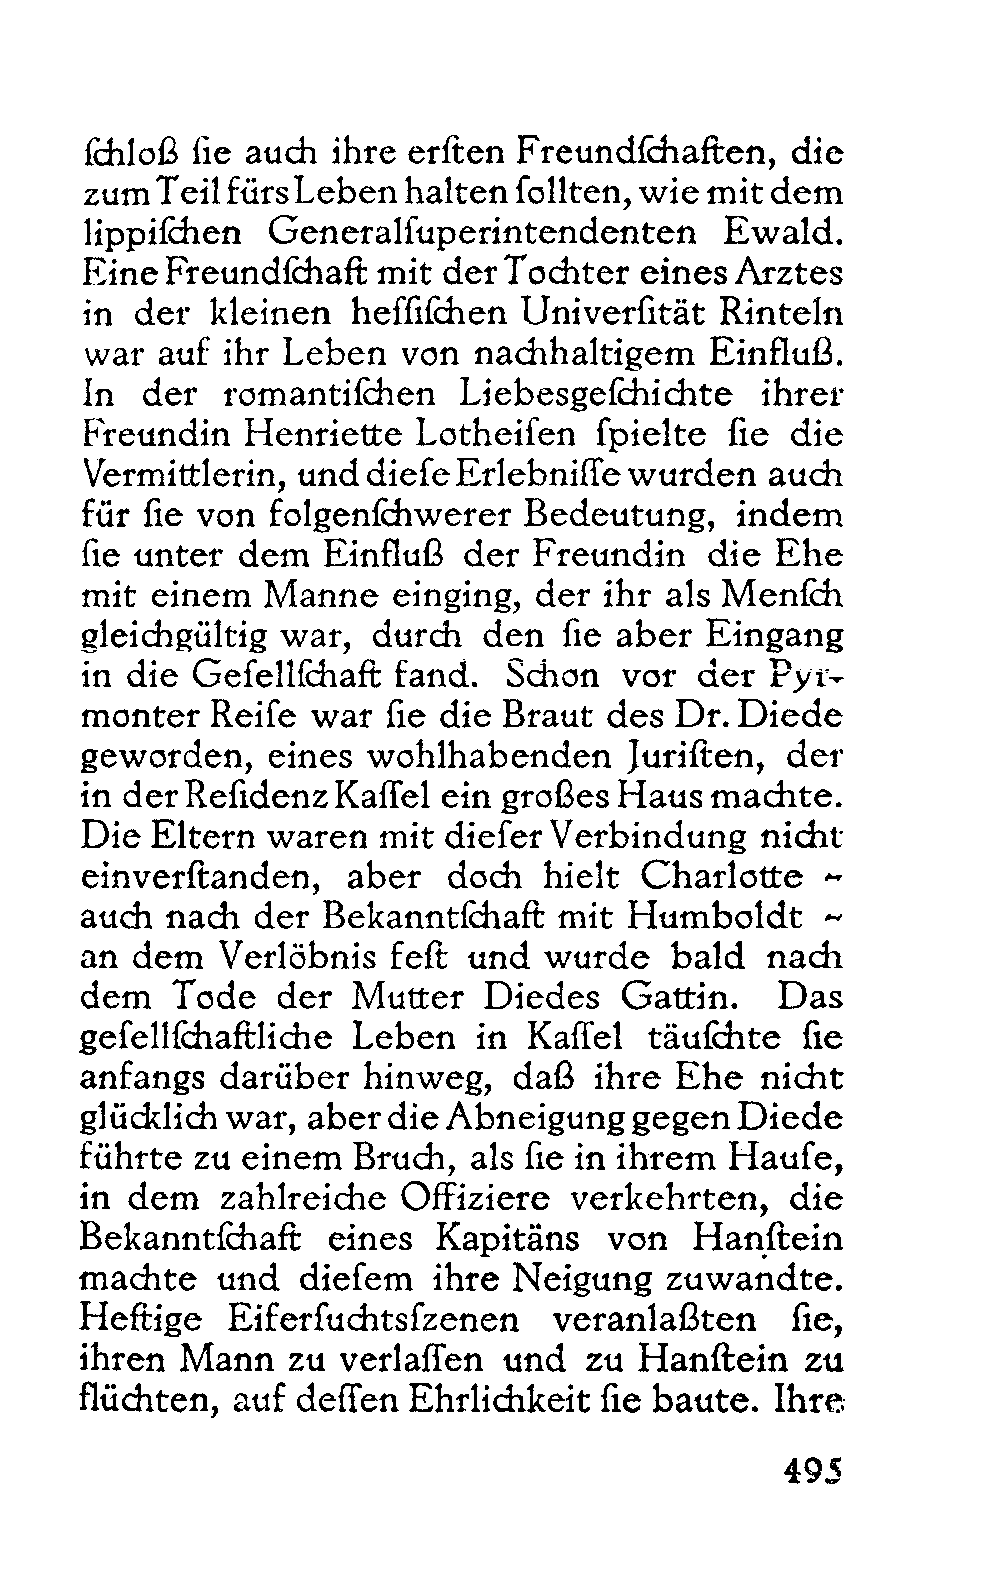 ſchloß ſie auch ihre erſten Freundſchaften, die
zum Teil fürs Leben halten ſollten, wie mit dem
lippiſchen Generalſuperintendenten Ewald.
Eine Freundſchaft mit der Tochter eines Arztes
in der kleinen heſſiſchen Univerſität Rinteln
war auf ihr Leben von nachhaltigem Einfluß.
In der romantiſchen Liebesgeſchichte ihrer
Freundin Henriette Lotheiſen ſpielte ſie die
Vermittlerin, und dieſe Erlebniſſe wurden auch
für ſie von folgenſchwerer Bedeutung, indem
ſie unter dem Einfluß der Freundin die Ehe
mit einem Manne einging, der ihr als Menſch
gleichgültig war, durch den ſie aber Eingang
in die Geſellſchaft fand. Schon vor der Pyr-
monter Reiſe war ſie die Braut des Dr. Diede
geworden, eines wohlhabenden Juriſten, der
in der Reſidenz Kaſſel ein großes Haus machte.
Die Eltern waren mit dieſer Verbindung nicht
einverſtanden, aber doch hielt Charlotte ~
auch nach der Bekanntſchaft mit Humboldt ~
an dem Verlöbnis feſt und wurde bald nach
dem Tode der Mutter Diedes Gattin. Das
geſellſchaftliche Leben in Kaſſel täuſchte ſie
anfangs darüber hinweg, daß ihre Ehe nicht
glücklich war, aber die Abneigung gegen Diede
führte zu einem Bruch, als ſie in ihrem Hauſe,
in dem zahlreiche Offiziere verkehrten, die
Bekanntſchaft eines Kapitäns von Hanſtein
machte und dieſem ihre Neigung zuwandte.
Heftige Eiferſuchtsſzenen veranlaßten ſie,
ihren Mann zu verlaſſen und zu Hanſtein zu
flüchten, auf deſſen Ehrlichkeit ſie baute. Ihre
495